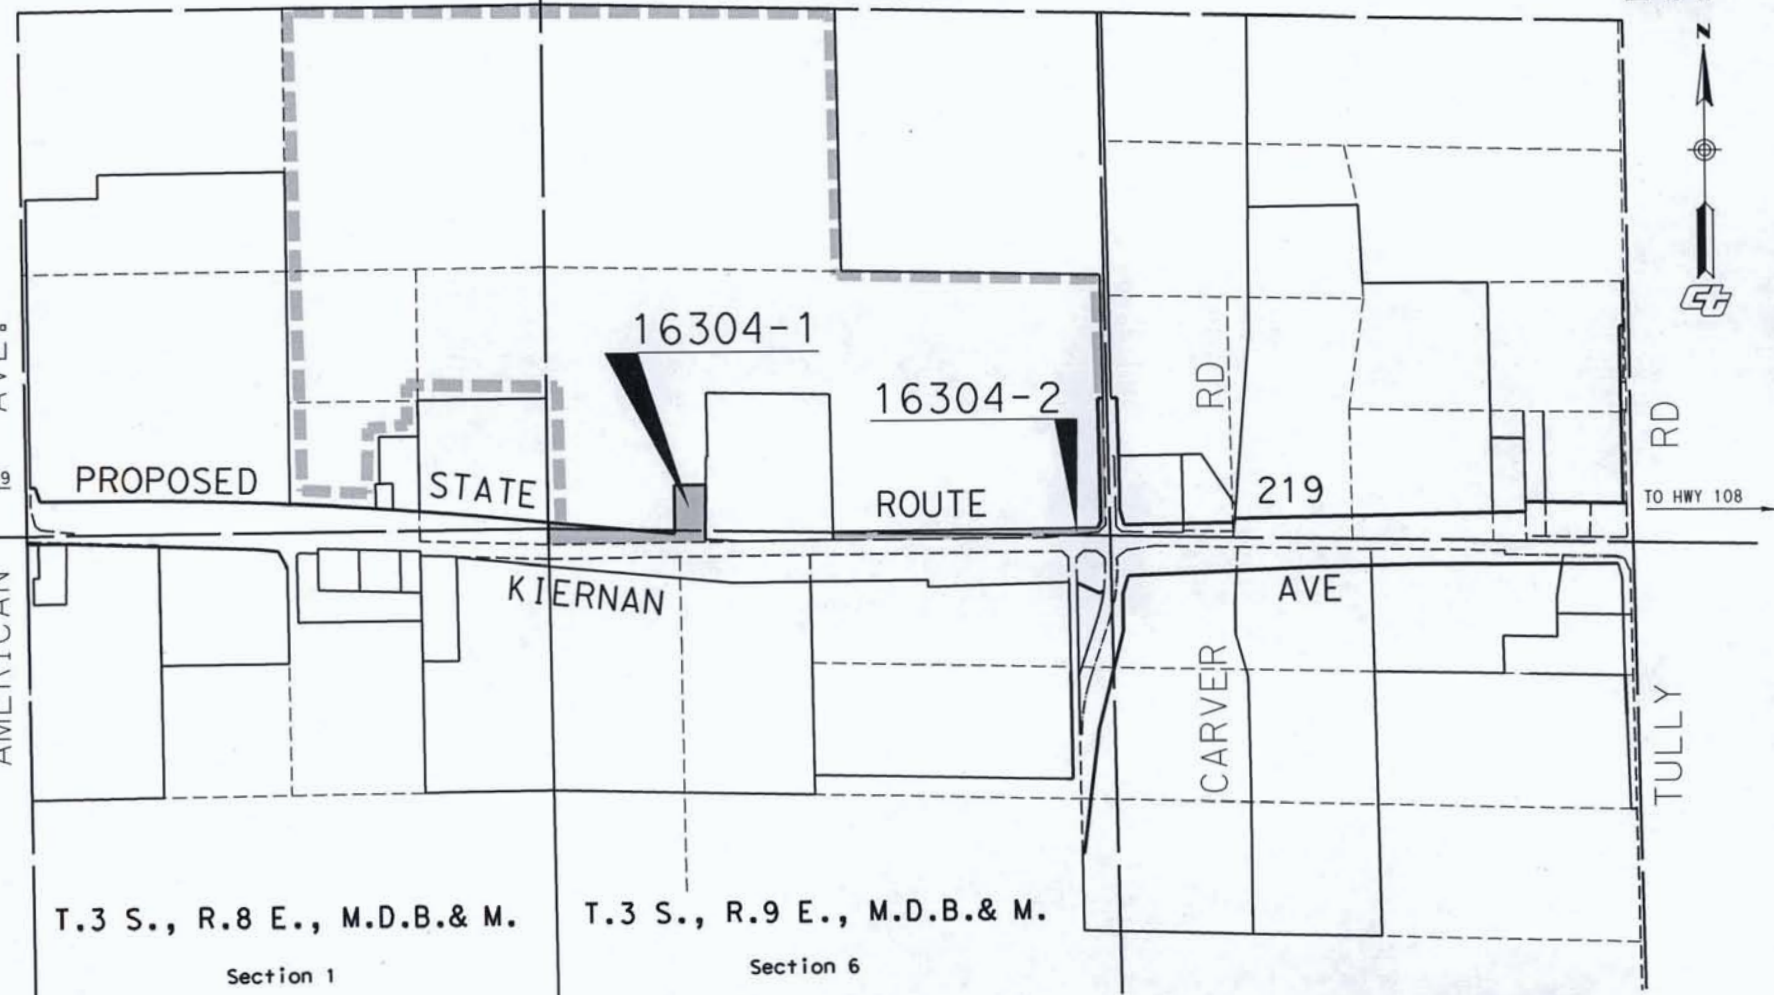 N
16304-1
16304-2
RD
RD
PROPOSED STATE ROUTE 219
TO HWY 108
KIERNAN AVE
AMERICAN AVE.
CARVER
TULLY
T.3 S., R.8 E., M.D.B.& M.
T.3 S., R.9 E., M.D.B.& M.
Section 1
Section 6